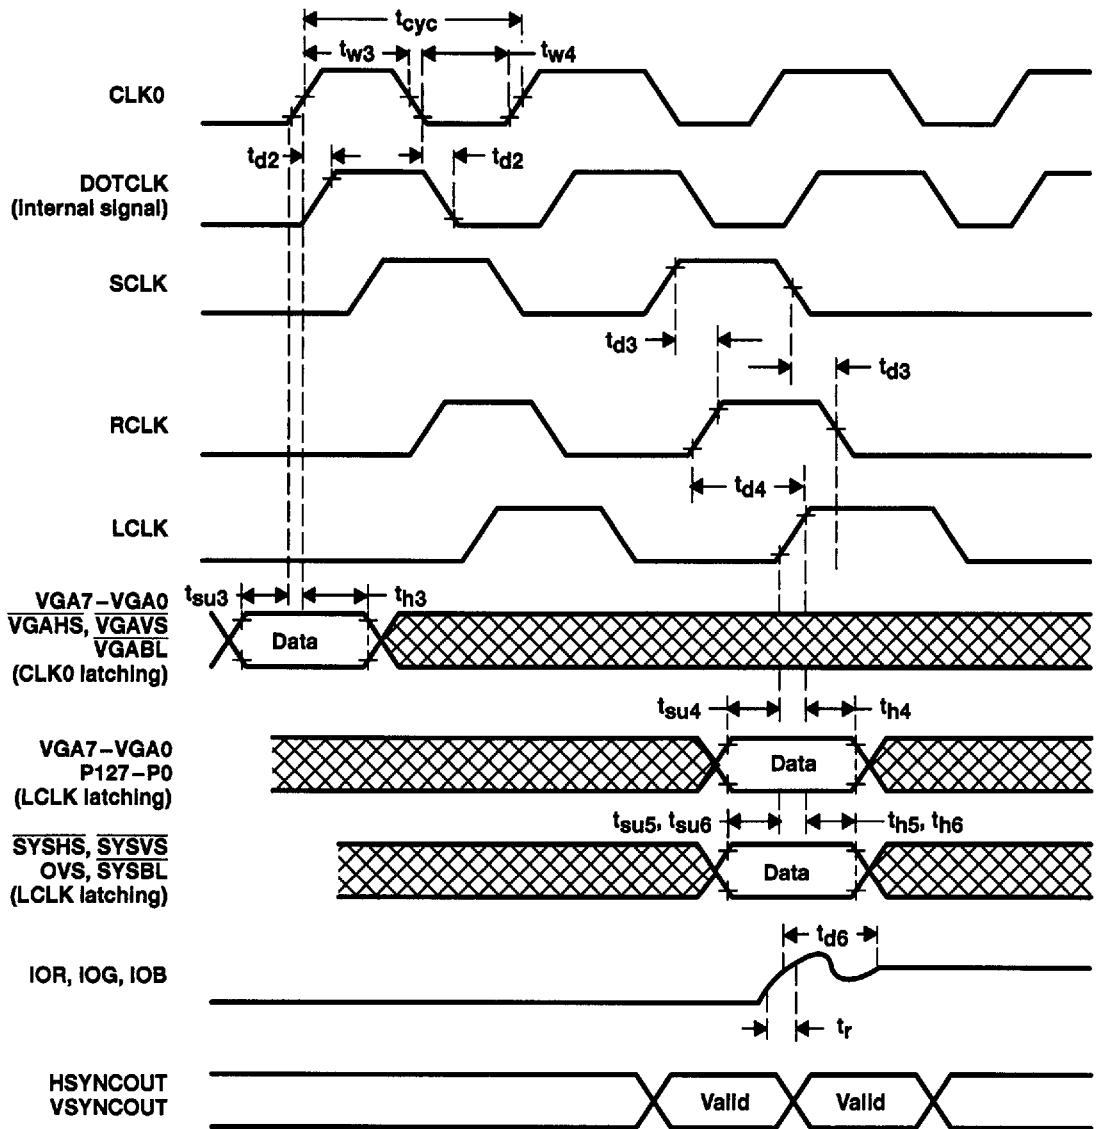 tcyc
tw3
tw4
CLK0
td2
td2
DOTCLK
(internal signal)
SCLK
td3
td3
RCLK
td4
LCLK
tsu3
th3
VGA7–VGA0
VGAHS, VGAVS
VGABL
(CLK0 latching)
Data
tsu4
th4
VGA7–VGA0
P127–P0
(LCLK latching)
Data
tsu5, tsu6
th5, th6
SYSHS, SYSVS
OVS, SYSBL
(LCLK latching)
Data
td6
IOR, IOG, IOB
tr
HSYNCOUT
VSYNCOUT
Valid
Valid